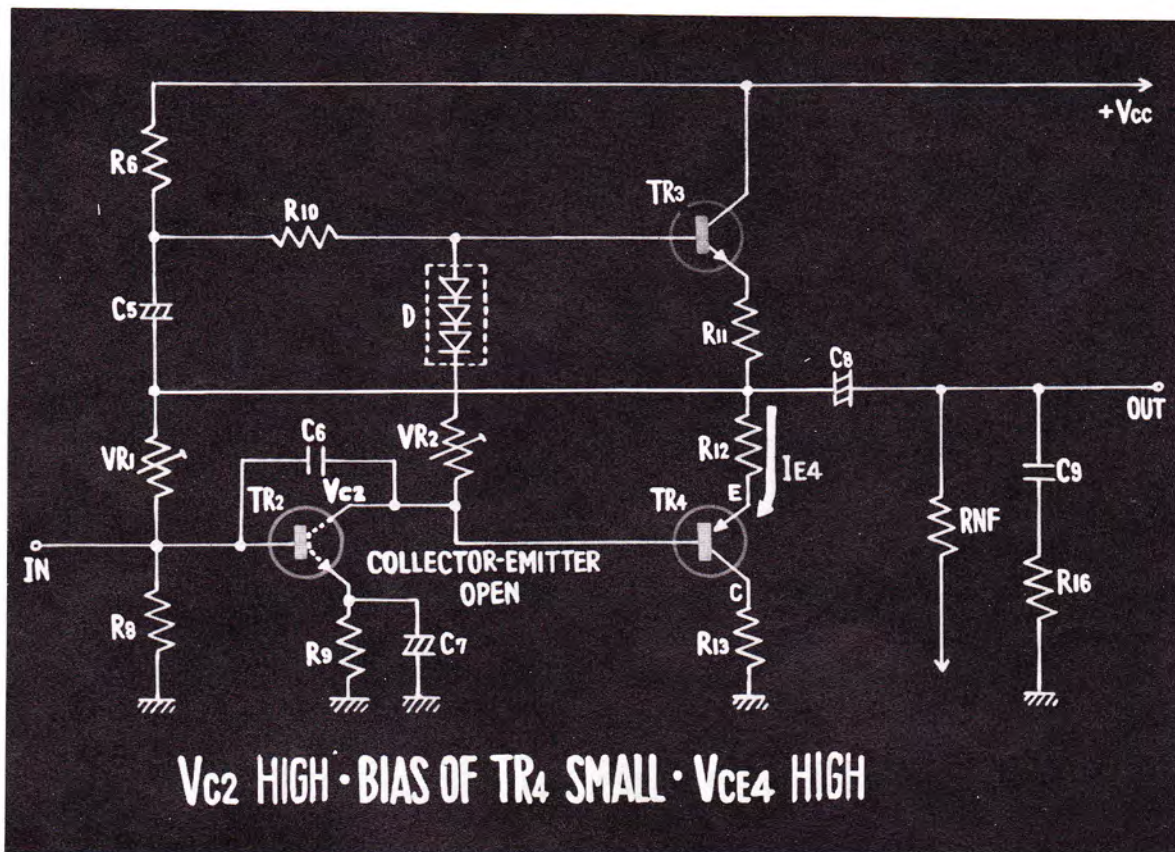 +Vcc
R6
TR3
R10
C5
D
R11
C8
OUT
VR1
C6
VR2
R12
IE4
C9
Vc2
TR2
TR4
E
RNF
IN
COLLECTOR-EMITTER
OPEN
C
R16
R8
R9
C7
R13
Vc2 HIGH · BIAS OF TR4 SMALL · VCE4 HIGH